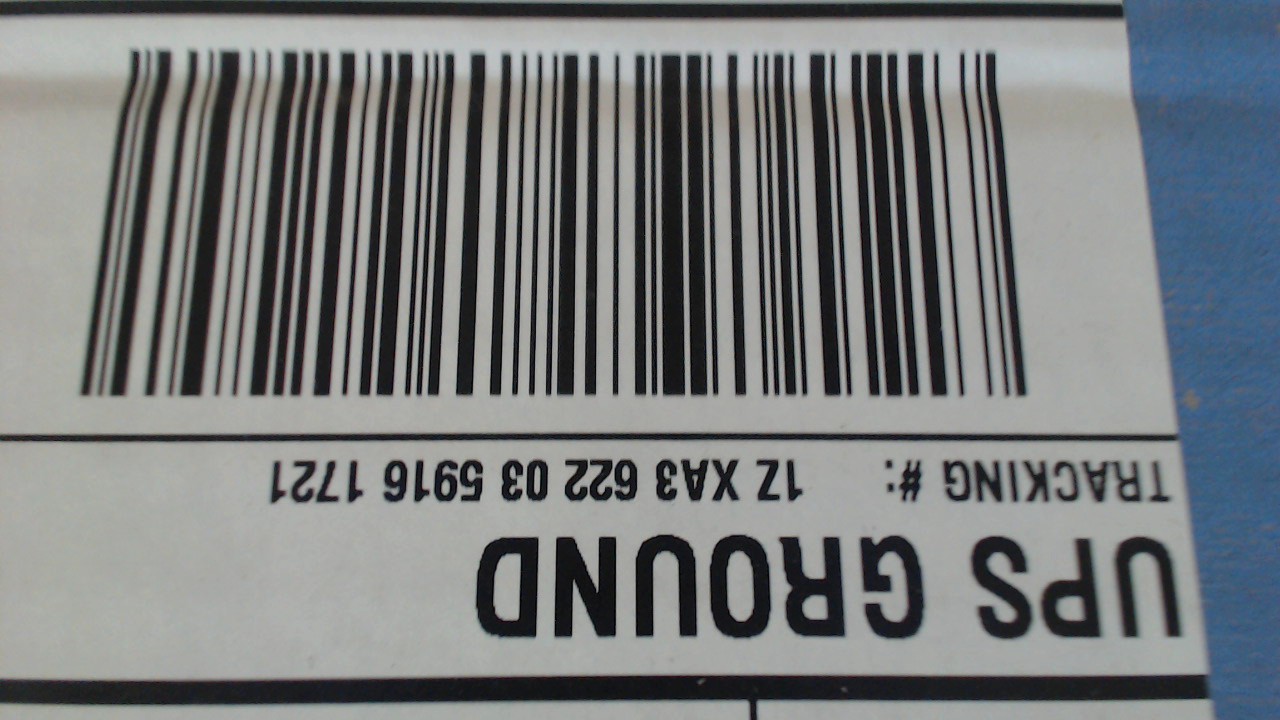 UPS GROUND
TRACKING #: 1Z XA3 622 03 5916 1721